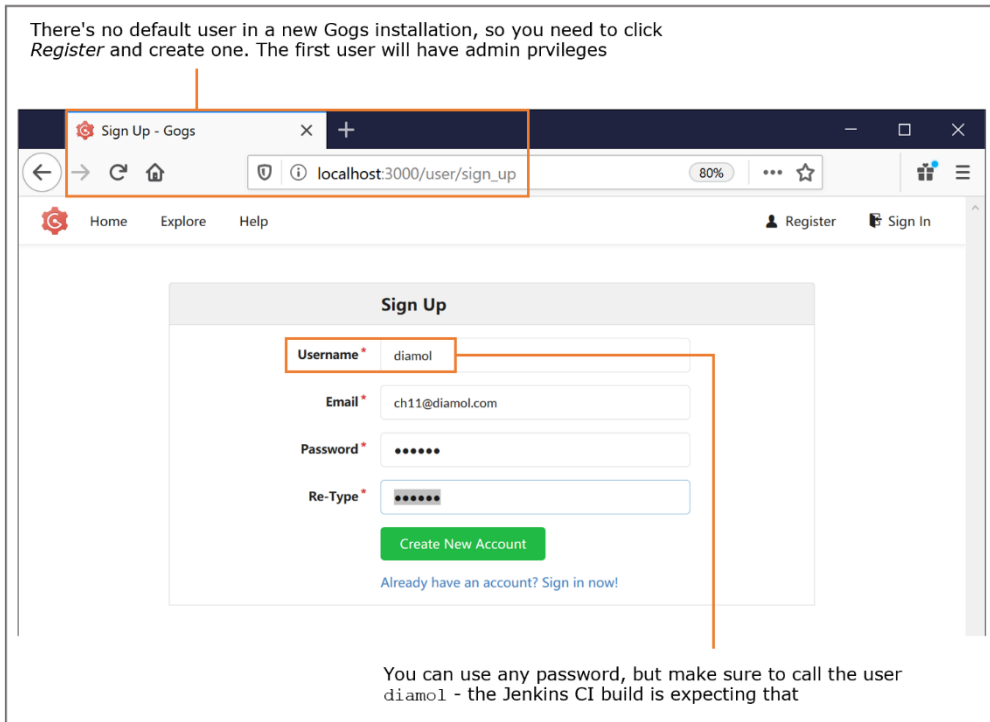 There's no default user in a new Gogs installation, so you need to click
Register and create one. The first user will have admin prvileges
Sign Up - Gogs
localhost:3000/user/sign_up
80%
Home Explore Help Register Sign In
Sign Up
Username* diamol
Email* ch11@diamol.com
Password* ••••••
Re-Type* ••••••
Create New Account
Already have an account? Sign in now!
You can use any password, but make sure to call the user
diamol - the Jenkins CI build is expecting that